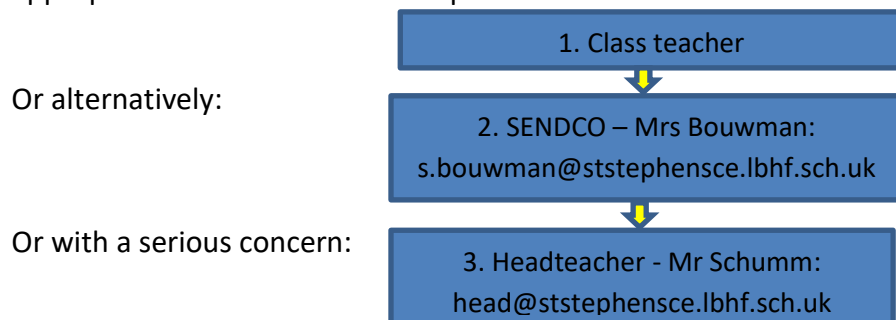 1. Class teacher
Or alternatively:
2. SENDCO – Mrs Bouwman:
s.bouwman@ststephensce.lbhf.sch.uk
Or with a serious concern:
3. Headteacher - Mr Schumm:
head@ststephensce.lbhf.sch.uk